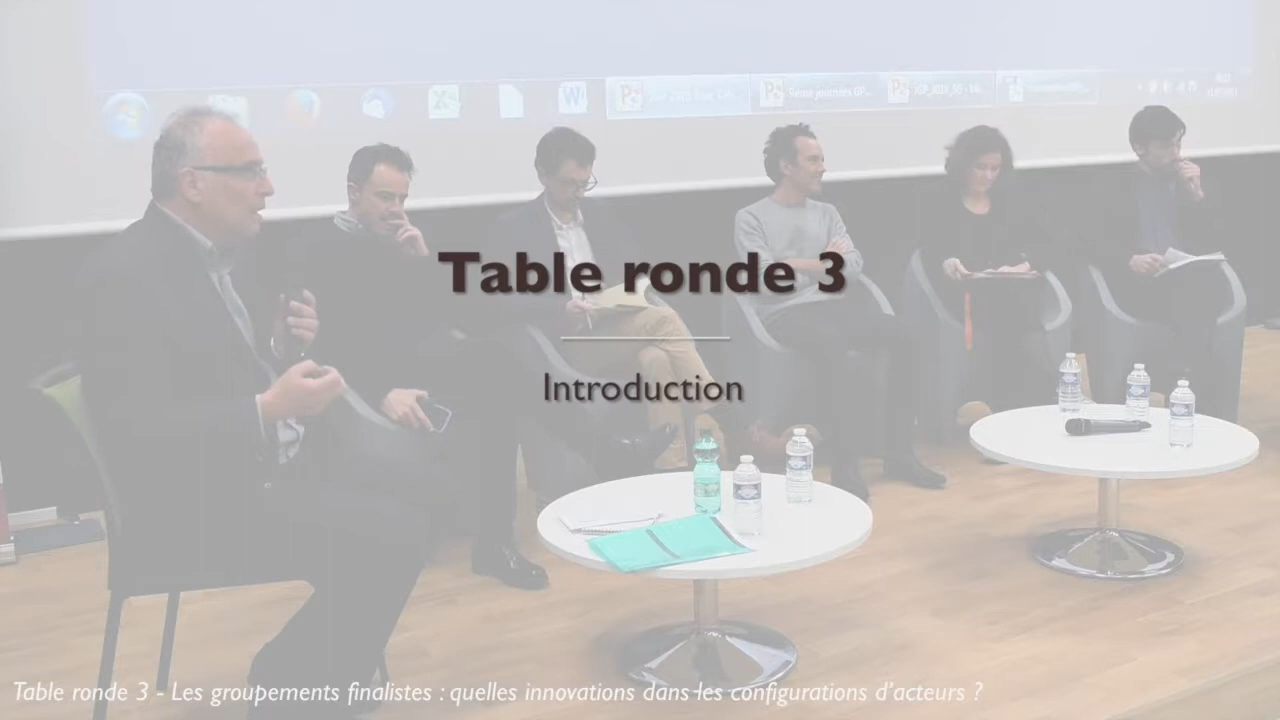 Table ronde 3
Introduction
Table ronde 3 - Les groupements finalistes : quelles innovations dans les configurations d’acteurs ?